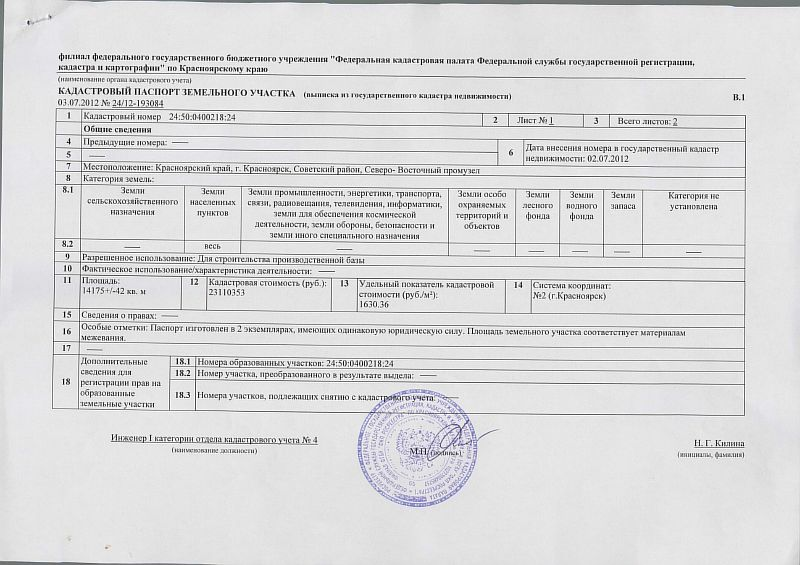 филиал федерального государственного бюджетного учреждения "Федеральная кадастровая палата Федеральной службы государственной регистрации,
кадастра и картографии" по Красноярскому краю
(наименование органа кадастрового учета)
КАДАСТРОВЫЙ ПАСПОРТ ЗЕМЕЛЬНОГО УЧАСТКА (выписка из государственного кадастра недвижимости) В.1
03.07.2012 № 24/12-193084
1 Кадастровый номер 24:50:0400218:24 2 Лист № 1 3 Всего листов: 2
Общие сведения
4 Предыдущие номера: —
5 —
6 Дата внесения номера в государственный кадастр
недвижимости: 02.07.2012
7 Местоположение: Красноярский край, г. Красноярск, Советский район, Северо- Восточный промузел
8 Категория земель:
8.1
Земли
сельскохозяйственного
назначения
Земли
населенных
пунктов
Земли промышленности, энергетики, транспорта,
связи, радиовещания, телевидения, информатики,
земли для обеспечения космической
деятельности, земли обороны, безопасности и
земли иного специального назначения
Земли особо
охраняемых
территорий и
объектов
Земли
лесного
фонда
Земли
водного
фонда
Земли
запаса
Категория не
установлена
8.2 — весь — — — — — —
9 Разрешенное использование: Для строительства производственной базы
10 Фактическое использование/характеристика деятельности: —
11 Площадь:
14175+/-42 кв. м
12 Кадастровая стоимость (руб.):
23110353
13 Удельный показатель кадастровой
стоимости (руб./м²):
1630.36
14 Система координат:
№2 (г.Красноярск)
15 Сведения о правах: —
16 Особые отметки: Паспорт изготовлен в 2 экземплярах, имеющих одинаковую юридическую силу. Площадь земельного участка соответствует материалам
межевания.
17 —
18
Дополнительные
сведения для
регистрации прав на
образованные
земельные участки
18.1 Номера образованных участков: 24:50:0400218:24
18.2 Номер участка, преобразованного в результате выдела: —
18.3 Номера участков, подлежащих снятию с кадастрового учета: —
Инженер I категории отдела кадастрового учета № 4
(наименование должности)
М.П. (подпись)
Н. Г. Килина
(инициалы, фамилия)